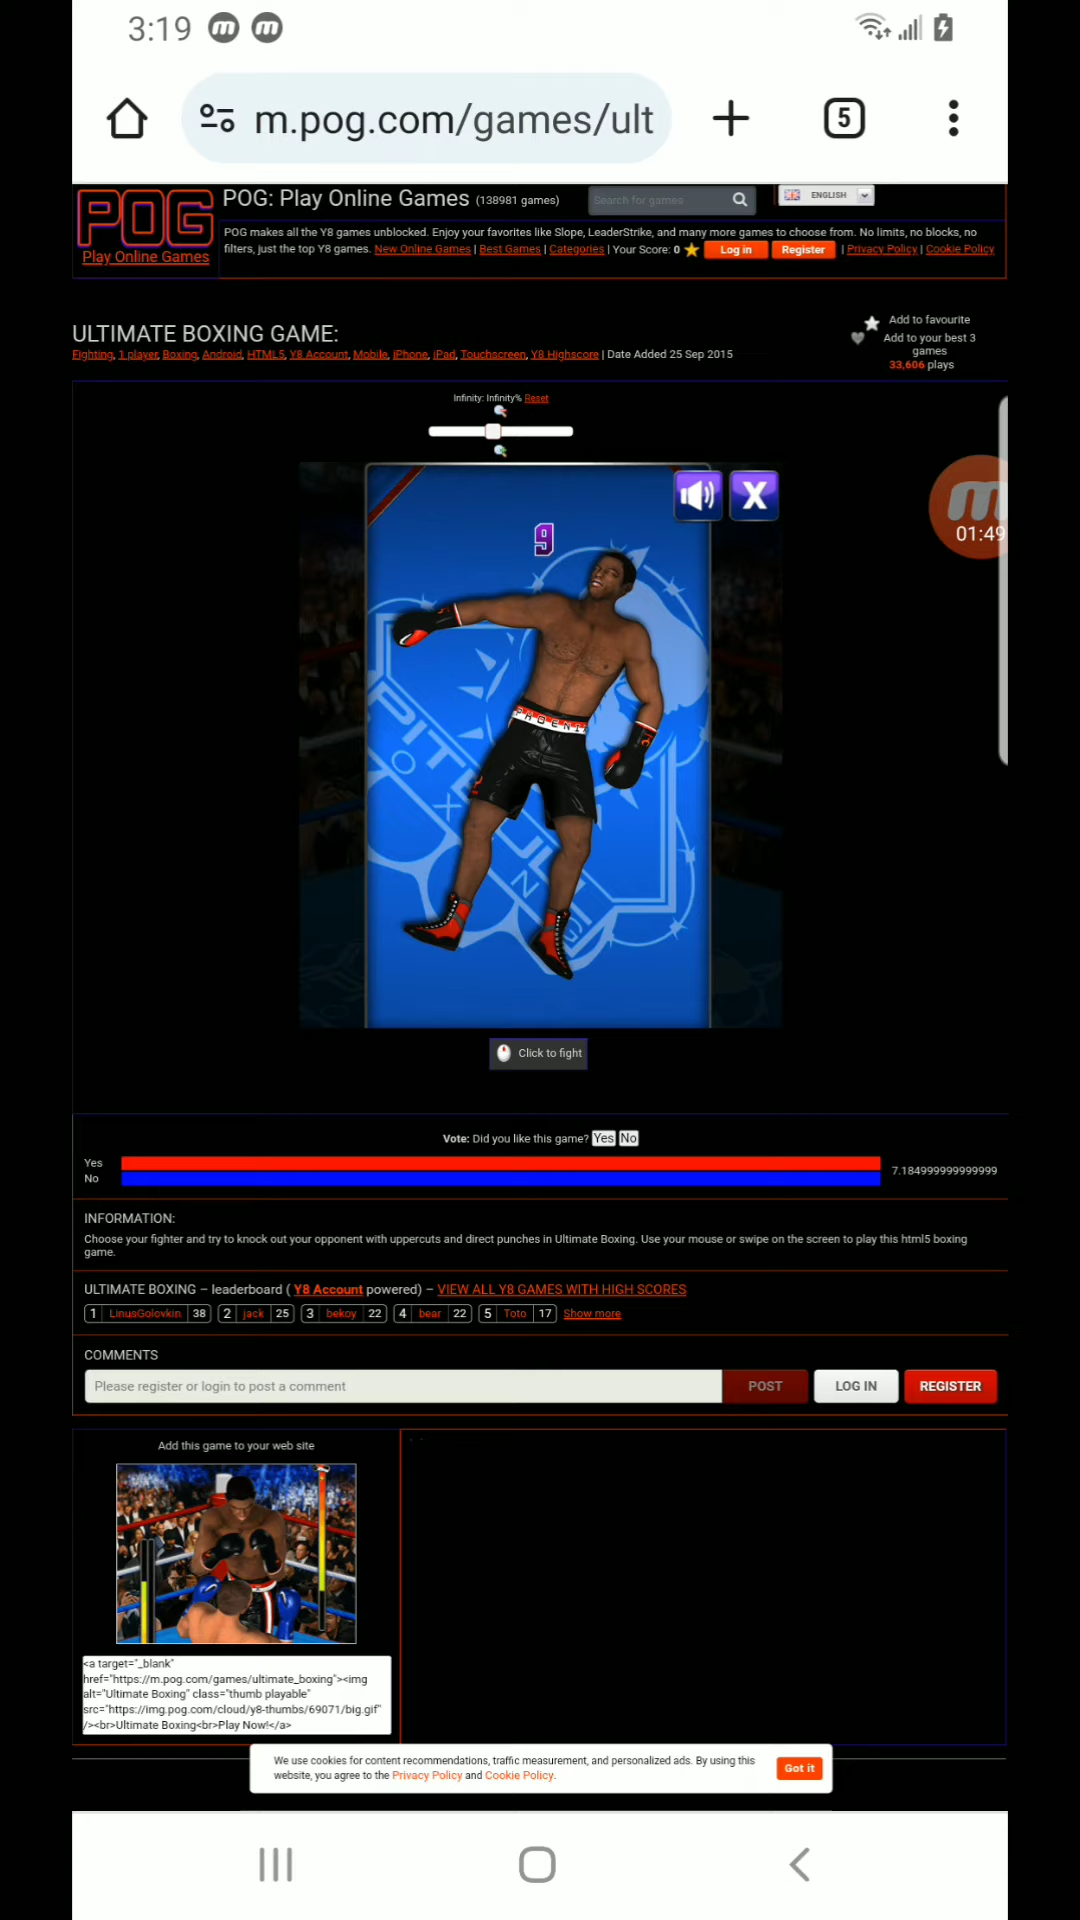 3:19
m.pog.com/games/ult
5
POG
Play Online Games
POG: Play Online Games (138981 games)
Search for games
ENGLISH
POG makes all the Y8 games unblocked. Enjoy your favorites like Slope, LeaderStrike, and many more games to choose from. No limits, no blocks, no
filters, just the top Y8 games. New Online Games | Best Games | Categories | Your Score: 0 Log in Register | Privacy Policy | Cookie Policy
ULTIMATE BOXING GAME:
Fighting, 1 player, Boxing, Android, HTML5, Y8 Account, Mobile, iPhone, iPad, Touchscreen, Y8 Highscore | Date Added 25 Sep 2015
Add to favourite
Add to your best 3
games
33,606 plays
Infinity: Infinity% Reset
X
01:49
9
PHOENIX
Click to fight
Vote: Did you like this game? Yes No
Yes
No
7.184999999999999
INFORMATION:
Choose your fighter and try to knock out your opponent with uppercuts and direct punches in Ultimate Boxing. Use your mouse or swipe on the screen to play this html5 boxing
game.
ULTIMATE BOXING – leaderboard ( Y8 Account powered) – VIEW ALL Y8 GAMES WITH HIGH SCORES
1 LinusGolovkin 38 2 jack 25 3 bekoy 22 4 bear 22 5 Toto 17 Show more
COMMENTS
Please register or login to post a comment
POST
LOG IN
REGISTER
Add this game to your web site
<a target="_blank"
href="https://m.pog.com/games/ultimate_boxing"><img
alt="Ultimate Boxing" class="thumb playable"
src="https://img.pog.com/cloud/y8-thumbs/69071/big.gif"
/><br>Ultimate Boxing<br>Play Now!</a>
We use cookies for content recommendations, traffic measurement, and personalized ads. By using this
website, you agree to the Privacy Policy and Cookie Policy.
Got it